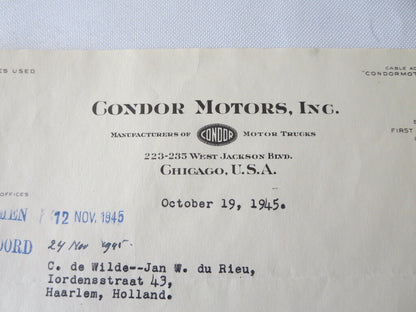 ES USED
CABLE AD
"CONDORMOT
CONDOR MOTORS, INC.
MANUFACTURERS OF CONDOR MOTOR TRUCKS
FIRST
223-235 WEST JACKSON BLVD.
CHICAGO, U.S.A.
OFFICES
October 19, 1945.
EN 12 NOV. 1945
OORD 24 Nov 1945
C. de Wilde--Jan W. du Rieu,
Iordensstraat 43,
Haarlem, Holland.